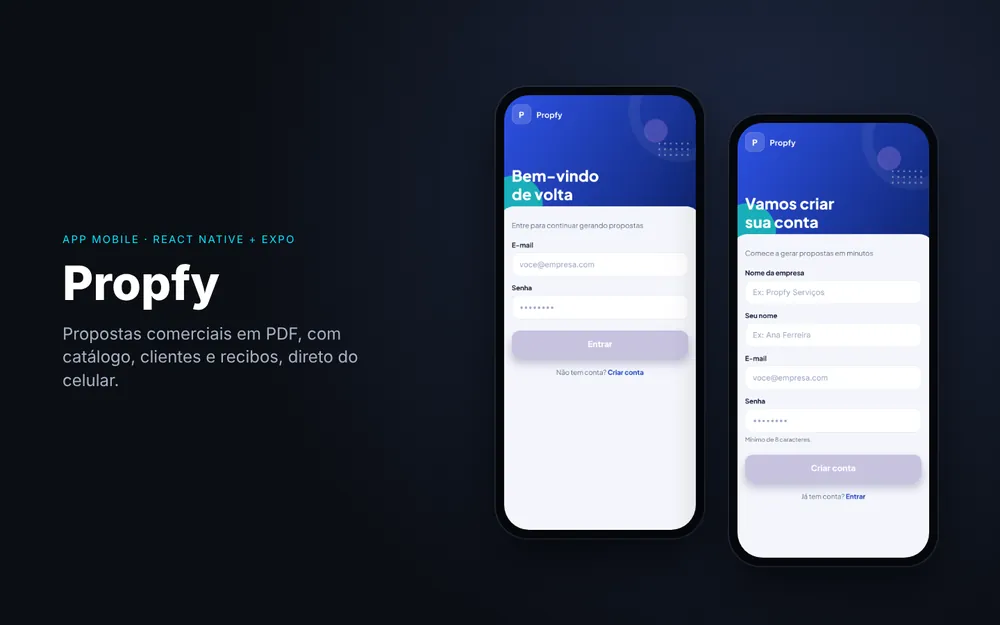 APP MOBILE · REACT NATIVE + EXPO
Propfy
Propostas comerciais em PDF, com
catálogo, clientes e recibos, direto do
celular.
P Propfy
Bem-vindo
de volta
Entre para continuar gerando propostas
E-mail
voce@empresa.com
Senha
••••••••
Entrar
Não tem conta? Criar conta
P Propfy
Vamos criar
sua conta
Comece a gerar propostas em minutos
Nome da empresa
Ex: Propfy Serviços
Seu nome
Ex: Ana Ferreira
E-mail
voce@empresa.com
Senha
••••••••
Mínimo de 8 caracteres.
Criar conta
Já tem conta? Entrar